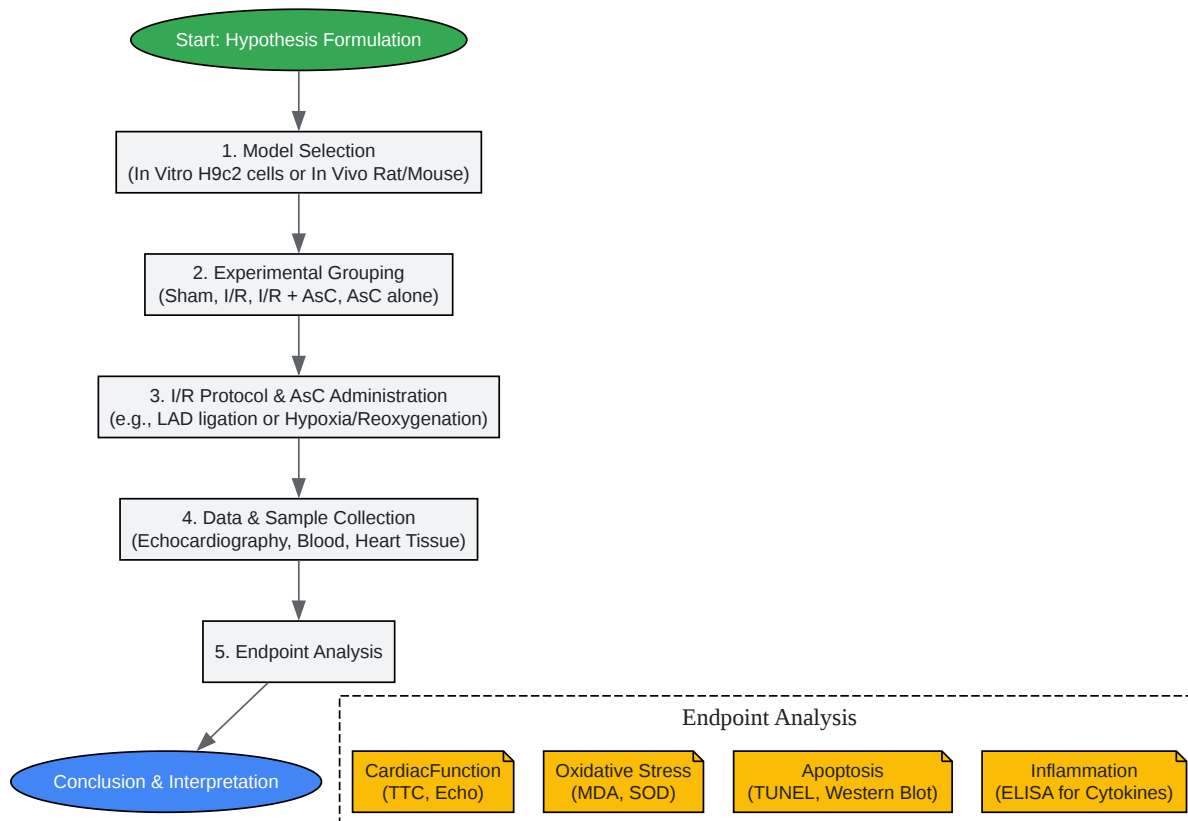 Start: Hypothesis Formulation
1. Model Selection
(In Vitro H9c2 cells or In Vivo Rat/Mouse)
2. Experimental Grouping
(Sham, I/R, I/R + AsC, AsC alone)
3. I/R Protocol & AsC Administration
(e.g., LAD ligation or Hypoxia/Reoxygenation)
4. Data & Sample Collection
(Echocardiography, Blood, Heart Tissue)
5. Endpoint Analysis
Conclusion & Interpretation
Endpoint Analysis
CardiacFunction
(TTC, Echo)
Oxidative Stress
(MDA, SOD)
Apoptosis
(TUNEL, Western Blot)
Inflammation
(ELISA for Cytokines)